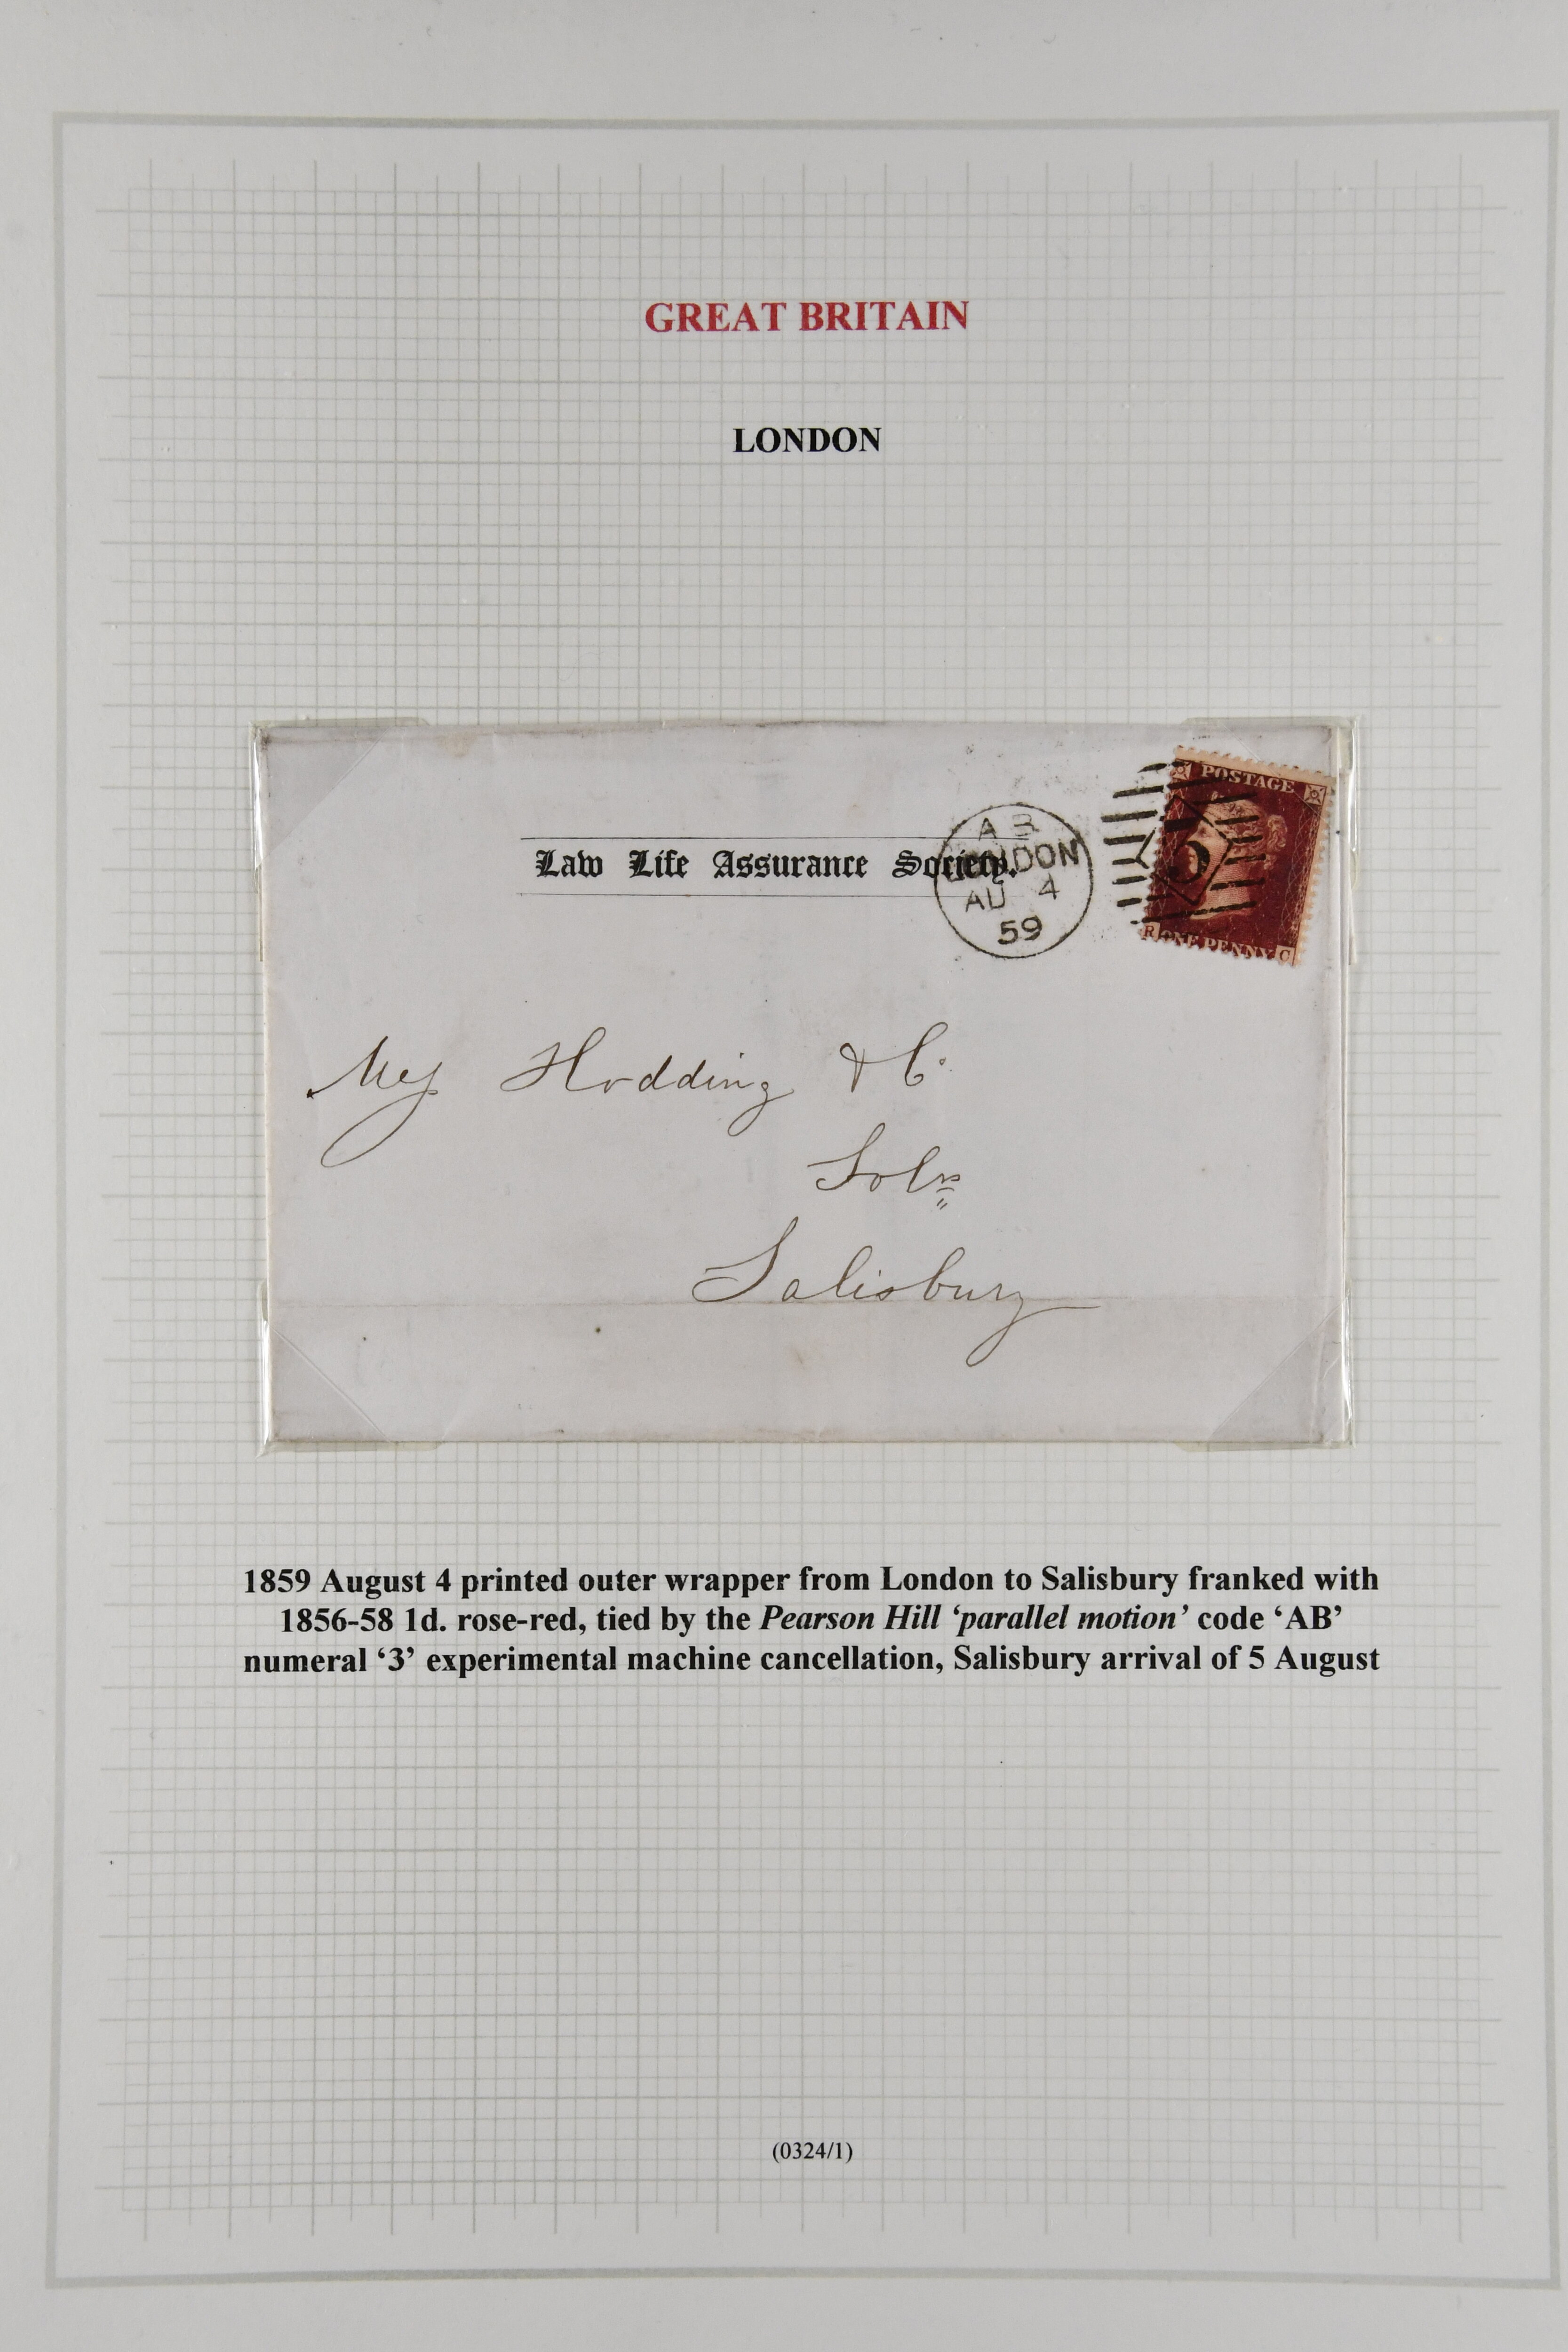 GREAT BRITAIN
LONDON
Law Life Assurance Society.
AB
LONDON
AU 4
59
POSTAGE
R ONE PENNY C
Hodding & Co
Solrs
Salisbury
1859 August 4 printed outer wrapper from London to Salisbury franked with
1856-58 1d. rose-red, tied by the Pearson Hill ‘parallel motion’ code ‘AB’
numeral ‘3’ experimental machine cancellation, Salisbury arrival of 5 August
(0324/1)